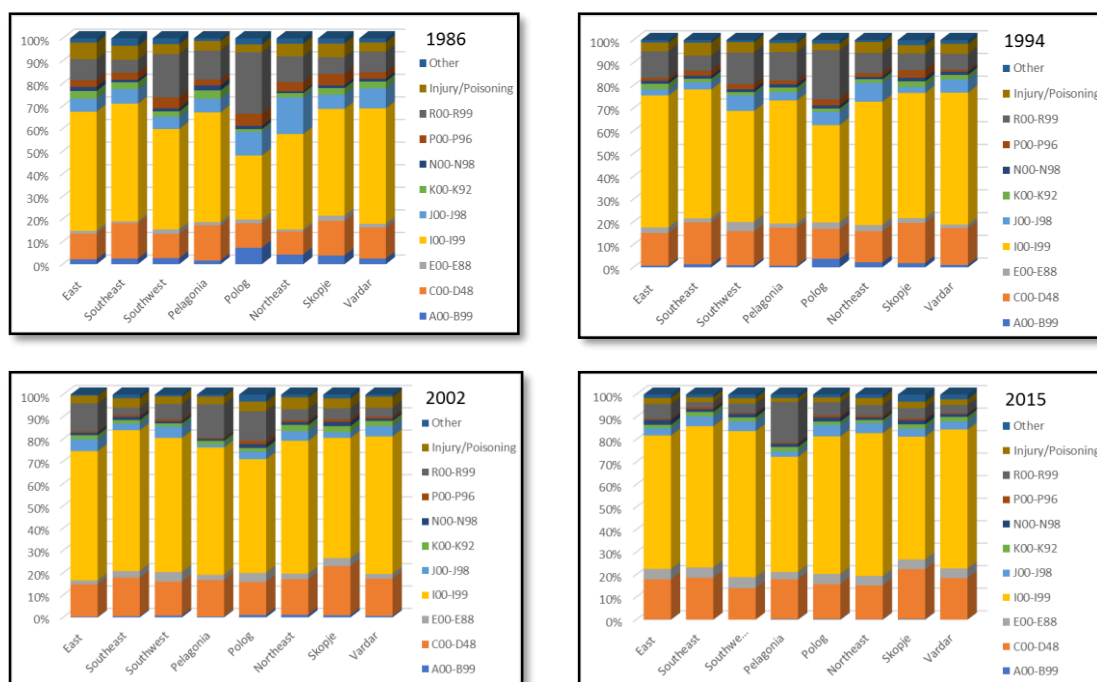 1986
100%
90%
80%
70%
60%
50%
40%
30%
20%
10%
0%
East
Southeast
Southwest
Pelagonia
Polog
Northeast
Skopje
Vardar
Other
Injury/Poisoning
R00-R99
P00-P96
N00-N98
K00-K92
J00-J98
I00-I99
E00-E88
C00-D48
A00-B99
1994
100%
90%
80%
70%
60%
50%
40%
30%
20%
10%
0%
East
Southeast
Southwest
Pelagonia
Polog
Northeast
Skopje
Vardar
Other
Injury/Poisoning
R00-R99
P00-P96
N00-N98
K00-K92
J00-J98
I00-I99
E00-E88
C00-D48
A00-B99
2002
100%
90%
80%
70%
60%
50%
40%
30%
20%
10%
0%
East
Southeast
Southwest
Pelagonia
Polog
Northeast
Skopje
Vardar
Other
Injury/Poisoning
R00-R99
P00-P96
N00-N98
K00-K92
J00-J98
I00-I99
E00-E88
C00-D48
A00-B99
2015
100%
90%
80%
70%
60%
50%
40%
30%
20%
10%
0%
East
Southeast
Southwe...
Pelagonia
Polog
Northeast
Skopje
Vardar
Other
Injury/Poisoning
R00-R99
P00-P96
N00-N98
K00-K92
J00-J98
I00-I99
E00-E88
C00-D48
A00-B99